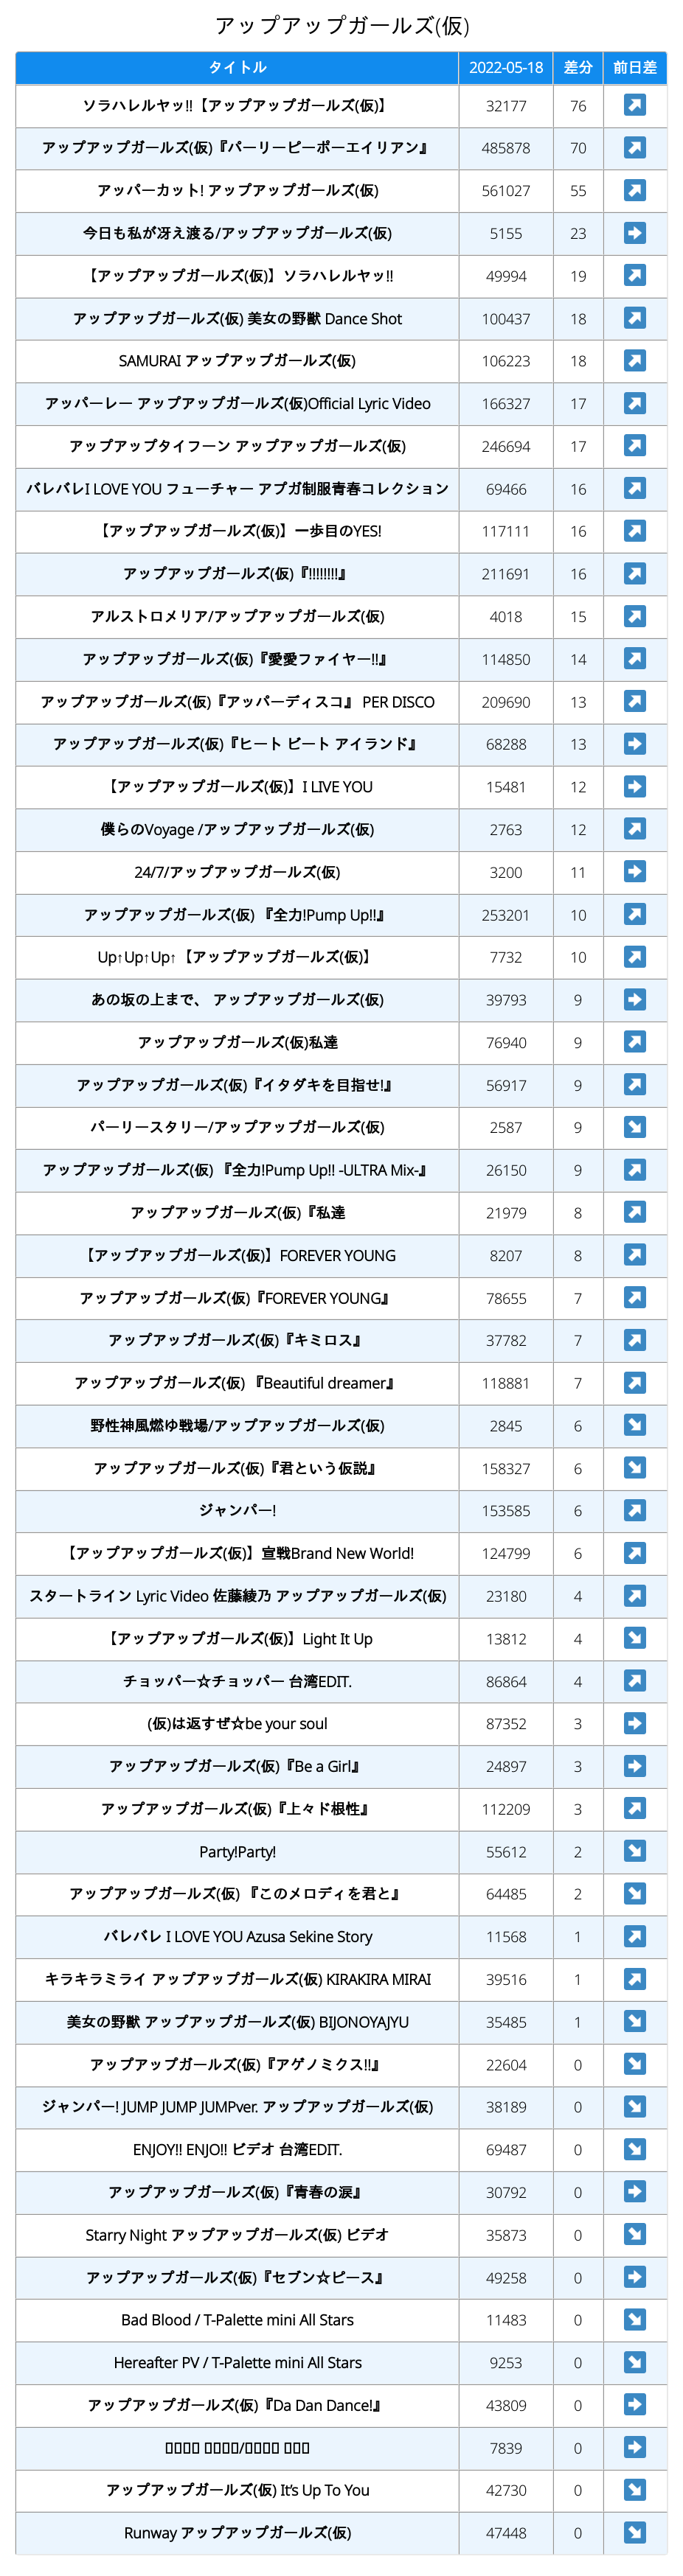 アップアップガールズ(仮)
タイトル 2022-05-18 差分 前日差
ソラハレルヤッ!!【アップアップガールズ(仮)】 32177 76
アップアップガールズ(仮)『パーリーピーポーエイリアン』 485878 70
アッパーカット! アップアップガールズ(仮) 561027 55
今日も私が冴え渡る/アップアップガールズ(仮) 5155 23
【アップアップガールズ(仮)】ソラハレルヤッ!! 49994 19
アップアップガールズ(仮) 美女の野獣 Dance Shot 100437 18
SAMURAI アップアップガールズ(仮) 106223 18
アッパーレー アップアップガールズ(仮)Official Lyric Video 166327 17
アップアップタイフーン アップアップガールズ(仮) 246694 17
バレバレI LOVE YOU フューチャー アプガ制服青春コレクション 69466 16
【アップアップガールズ(仮)】一歩目のYES! 117111 16
アップアップガールズ(仮)『!!!!!!!!』 211691 16
アルストロメリア/アップアップガールズ(仮) 4018 15
アップアップガールズ(仮)『愛愛ファイヤー!!』 114850 14
アップアップガールズ(仮)『アッパーディスコ』 PER DISCO 209690 13
アップアップガールズ(仮)『ヒート ビート アイランド』 68288 13
【アップアップガールズ(仮)】I LIVE YOU 15481 12
僕らのVoyage /アップアップガールズ(仮) 2763 12
24/7/アップアップガールズ(仮) 3200 11
アップアップガールズ(仮) 『全力!Pump Up!!』 253201 10
Up↑Up↑Up↑【アップアップガールズ(仮)】 7732 10
あの坂の上まで、 アップアップガールズ(仮) 39793 9
アップアップガールズ(仮)私達 76940 9
アップアップガールズ(仮)『イタダキを目指せ!』 56917 9
パーリースタリー/アップアップガールズ(仮) 2587 9
アップアップガールズ(仮) 『全力!Pump Up!! -ULTRA Mix-』 26150 9
アップアップガールズ(仮)『私達 21979 8
【アップアップガールズ(仮)】FOREVER YOUNG 8207 8
アップアップガールズ(仮)『FOREVER YOUNG』 78655 7
アップアップガールズ(仮)『キミロス』 37782 7
アップアップガールズ(仮) 『Beautiful dreamer』 118881 7
野性神風燃ゆ戦場/アップアップガールズ(仮) 2845 6
アップアップガールズ(仮)『君という仮説』 158327 6
ジャンパー! 153585 6
【アップアップガールズ(仮)】宣戦Brand New World! 124799 6
スタートライン Lyric Video 佐藤綾乃 アップアップガールズ(仮) 23180 4
【アップアップガールズ(仮)】Light It Up 13812 4
チョッパー☆チョッパー 台湾EDIT. 86864 4
(仮)は返すぜ☆be your soul 87352 3
アップアップガールズ(仮)『Be a Girl』 24897 3
アップアップガールズ(仮)『上々ド根性』 112209 3
Party!Party! 55612 2
アップアップガールズ(仮) 『このメロディを君と』 64485 2
バレバレ I LOVE YOU Azusa Sekine Story 11568 1
キラキラミライ アップアップガールズ(仮) KIRAKIRA MIRAI 39516 1
美女の野獣 アップアップガールズ(仮) BIJONOYAJYU 35485 1
アップアップガールズ(仮)『アゲノミクス!!』 22604 0
ジャンパー! JUMP JUMP JUMPver. アップアップガールズ(仮) 38189 0
ENJOY!! ENJO!! ビデオ 台湾EDIT. 69487 0
アップアップガールズ(仮)『青春の涙』 30792 0
Starry Night アップアップガールズ(仮) ビデオ 35873 0
アップアップガールズ(仮)『セブン☆ピース』 49258 0
Bad Blood / T-Palette mini All Stars 11483 0
Hereafter PV / T-Palette mini All Stars 9253 0
アップアップガールズ(仮)『Da Dan Dance!』 43809 0
7839 0
アップアップガールズ(仮) It's Up To You 42730 0
Runway アップアップガールズ(仮) 47448 0